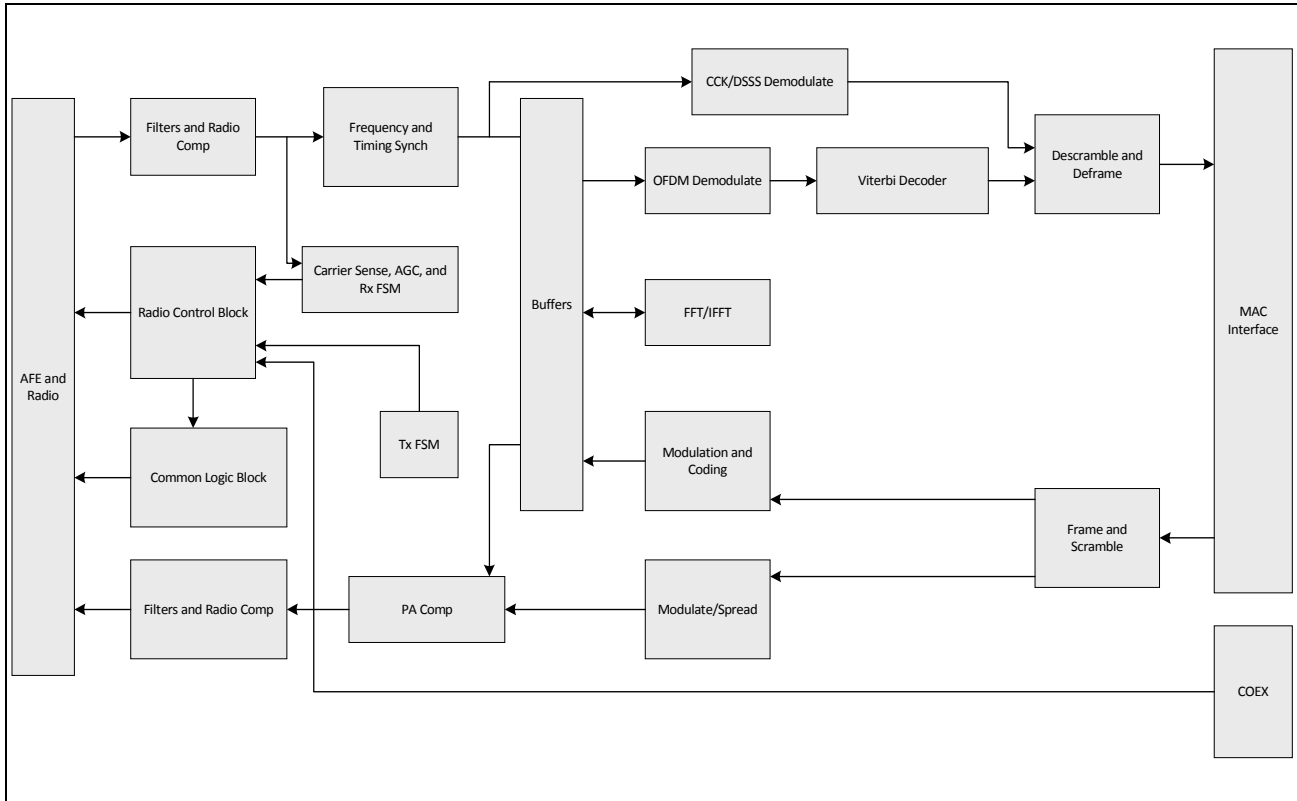 CCK/DSSS Demodulate
Filters and Radio
Comp
Frequency and
Timing Synch
Descramble and
Deframe
OFDM Demodulate
Viterbi Decoder
Carrier Sense, AGC, and
Rx FSM
Radio Control Block
Buffers
FFT/IFFT
MAC
Interface
AFE and
Radio
Tx FSM
Common Logic Block
Modulation and
Coding
Frame and
Scramble
Filters and Radio Comp
PA Comp
Modulate/Spread
COEX